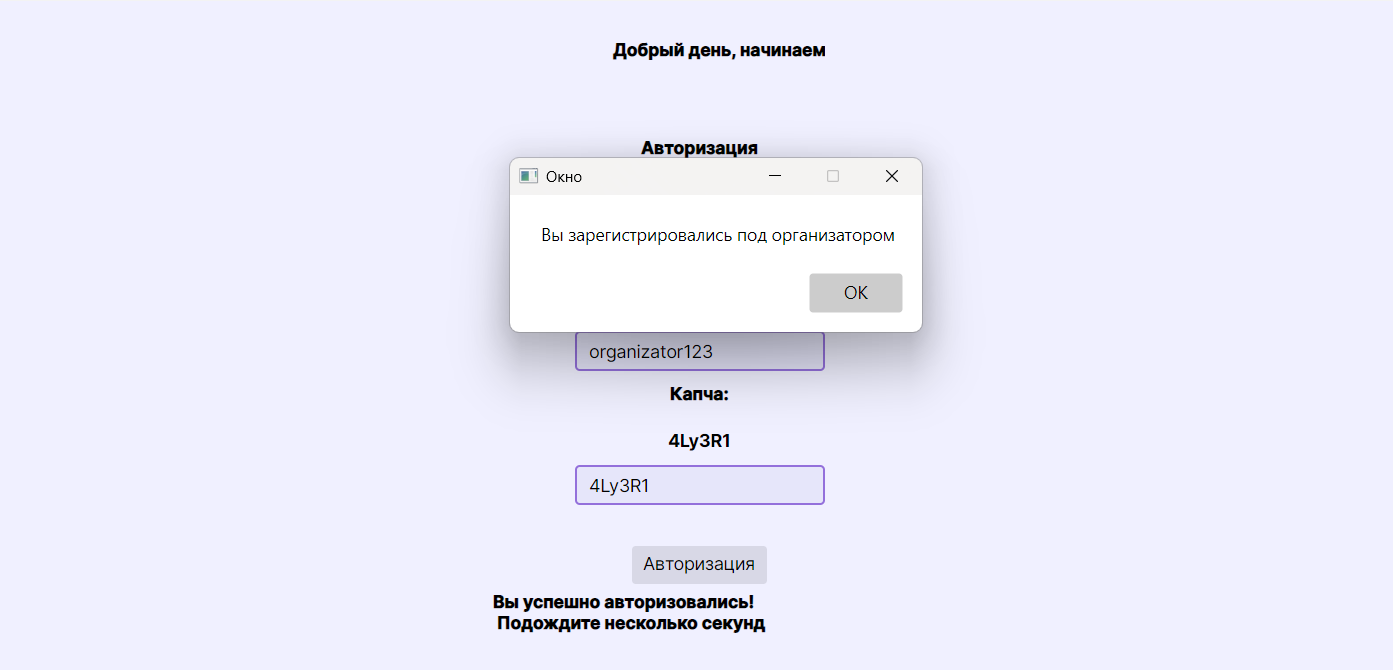 Добрый день, начинаем
Авторизация
Окно
Вы зарегистрировались под организатором
OK
organizator123
Капча:
4Ly3R1
4Ly3R1
Авторизация
Вы успешно авторизовались!
Подождите несколько секунд